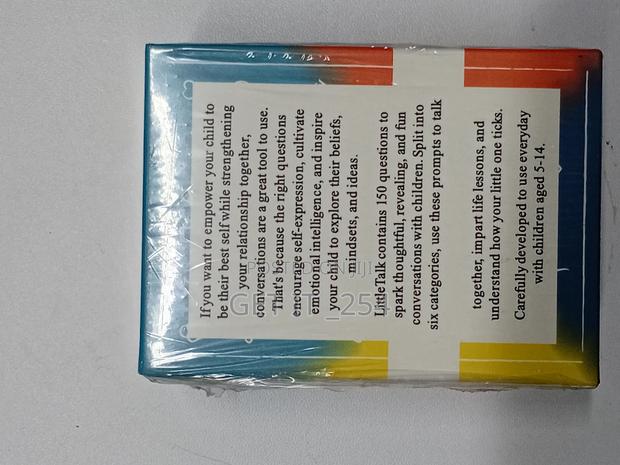 If you want to empower your child to
be their best self while strengthening
your relationship together,
conversations are a great tool to use.
That's because the right questions
encourage self-expression, cultivate
emotional intelligence, and inspire
your child to explore their beliefs,
mindsets, and ideas.
LittleTalk contains 150 questions to
spark thoughtful, revealing, and fun
conversations with children. Split into
six categories, use these prompts to talk
together, impart life lessons, and
understand how your little one ticks.
Carefully developed to use everyday
with children aged 5-14.